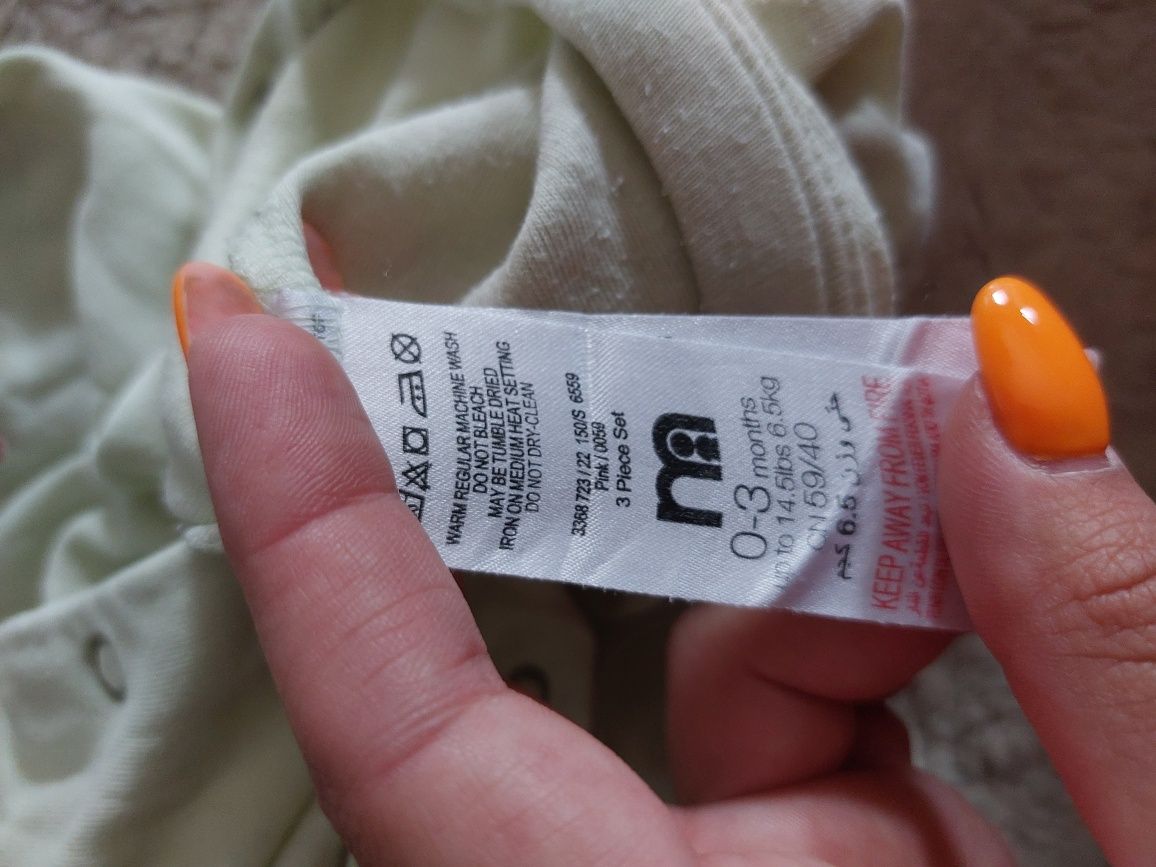 WARM REGULAR MACHINE WASH
DO NOT BLEACH
MAY BE TUMBLE DRIED
IRON ON MEDIUM HEAT SETTING
DO NOT DRY-CLEAN
3368 723 / 22 150/S 6559
Pink / 0059
3 Piece Set
m
0-3 months
up to 14.5lbs 6.5kg
CN 59/40
حتى وزن 6.5 كجم
KEEP AWAY FROM FIRE